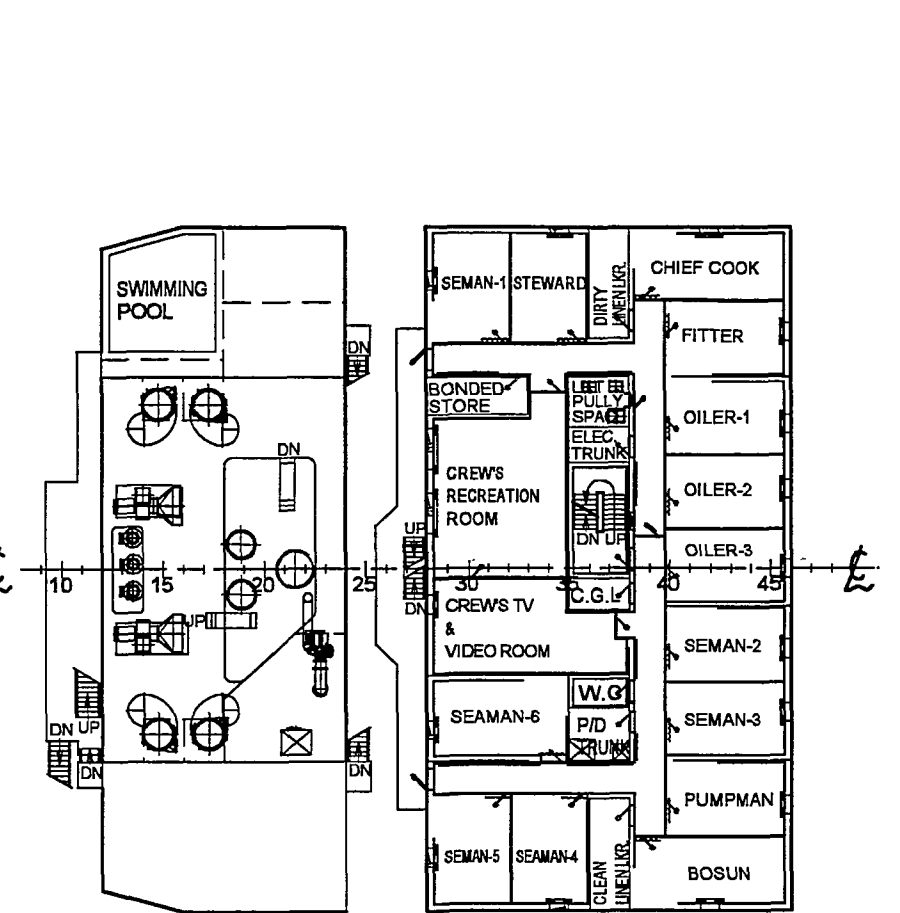 SWIMMING
POOL
DN
DN
UP
DN
UP
DN
DN
UP
DN
SEMAN-1
STEWARD
DIRTY
LINEN LKR.
CHIEF COOK
FITTER
BONDED
STORE
PULLY
SPACE
ELEC
TRUNK
OILER-1
CREW'S
RECREATION
ROOM
OILER-2
DN UP
OILER-3
10
15
20
25
30
35
40
45
C.G.L
CREW'S TV
&
VIDEO ROOM
SEMAN-2
SEAMAN-6
W.C
P/D
TRUNK
SEMAN-3
PUMPMAN
SEMAN-5
SEAMAN-4
CLEAN
LINEN LKR.
BOSUN